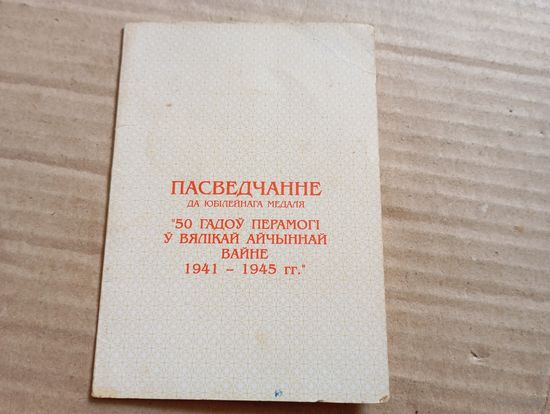 ПАСВЕДЧАННЕ
ДА ЮБІЛЕЙНАГА МЕДАЛЯ
"50 ГАДОЎ ПЕРАМОГІ
Ў ВЯЛІКАЙ АЙЧЫННАЙ
ВАЙНЕ
1941 – 1945 гг."